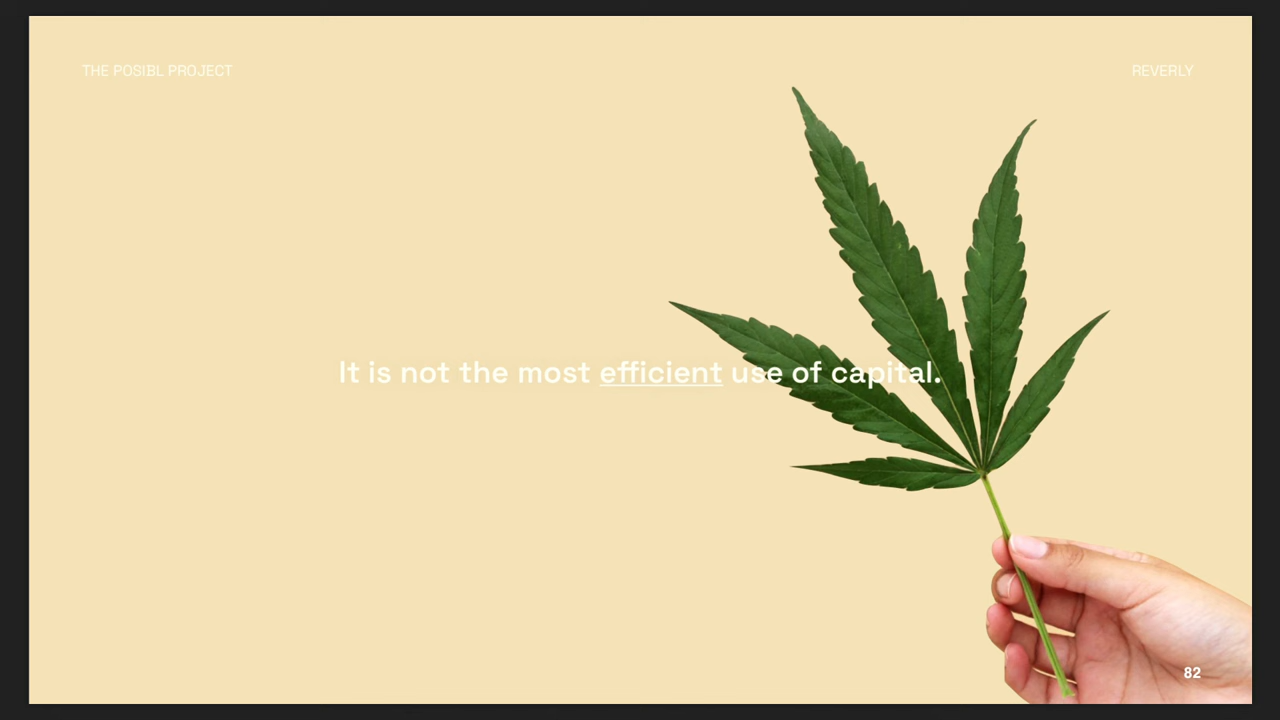 THE POSIBL PROJECT
REVERLY
It is not the most efficient use of capital.
82